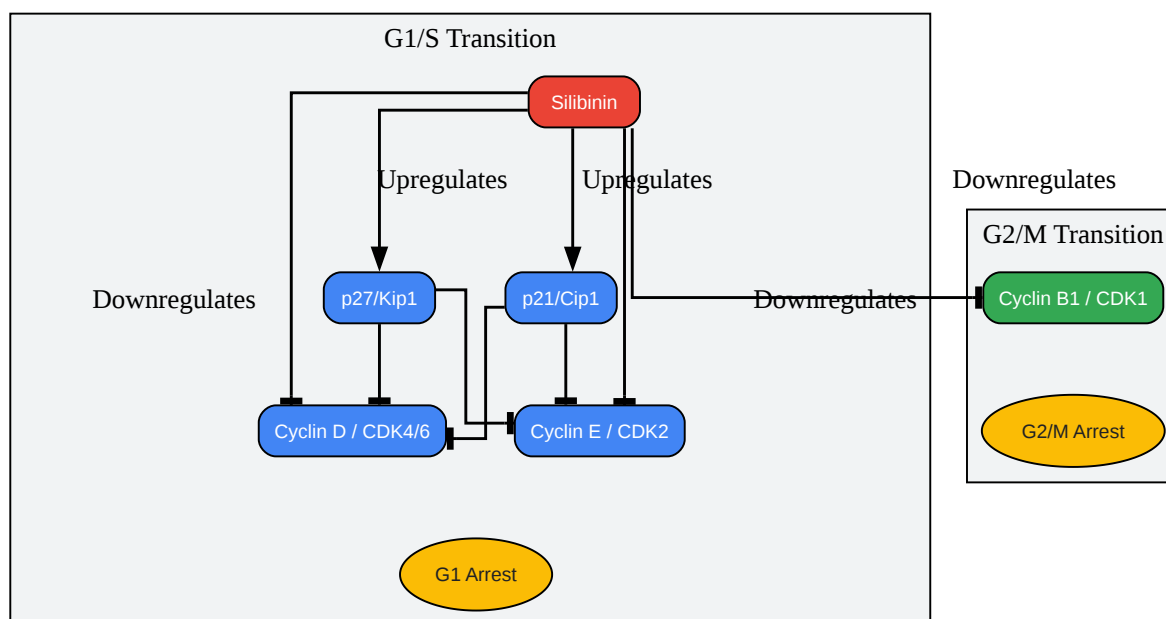 G1/S Transition
Silibinin
Upregulates
Upregulates
Downregulates
G2/M Transition
p27/Kip1
p21/Cip1
Downregulates
Downregulates
Cyclin B1 / CDK1
Cyclin D / CDK4/6
Cyclin E / CDK2
G2/M Arrest
G1 Arrest